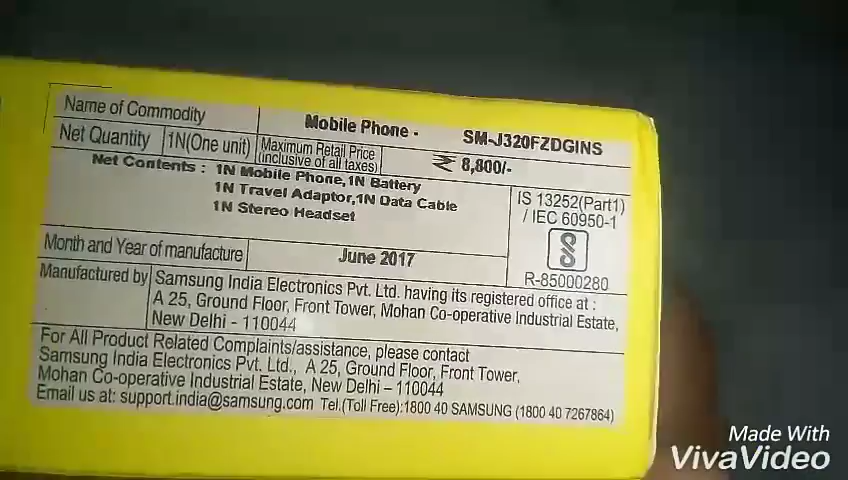 Name of Commodity Mobile Phone - SM-J320FZDGINS
Net Quantity 1N(One unit) Maximum Retail Price (inclusive of all taxes) ₹ 8,800/-
Net Contents : 1N Mobile Phone,1N Battery
1N Travel Adaptor,1N Data Cable
1N Stereo Headset
IS 13252(Part1)
/ IEC 60950-1
R-85000280
Month and Year of manufacture June 2017
Manufactured by Samsung India Electronics Pvt. Ltd. having its registered office at :
A 25, Ground Floor, Front Tower, Mohan Co-operative Industrial Estate,
New Delhi - 110044
For All Product Related Complaints/assistance, please contact
Samsung India Electronics Pvt. Ltd., A 25, Ground Floor, Front Tower,
Mohan Co-operative Industrial Estate, New Delhi – 110044
Email us at: support.india@samsung.com Tel.(Toll Free):1800 40 SAMSUNG (1800 40 7267864)
Made With
VivaVideo